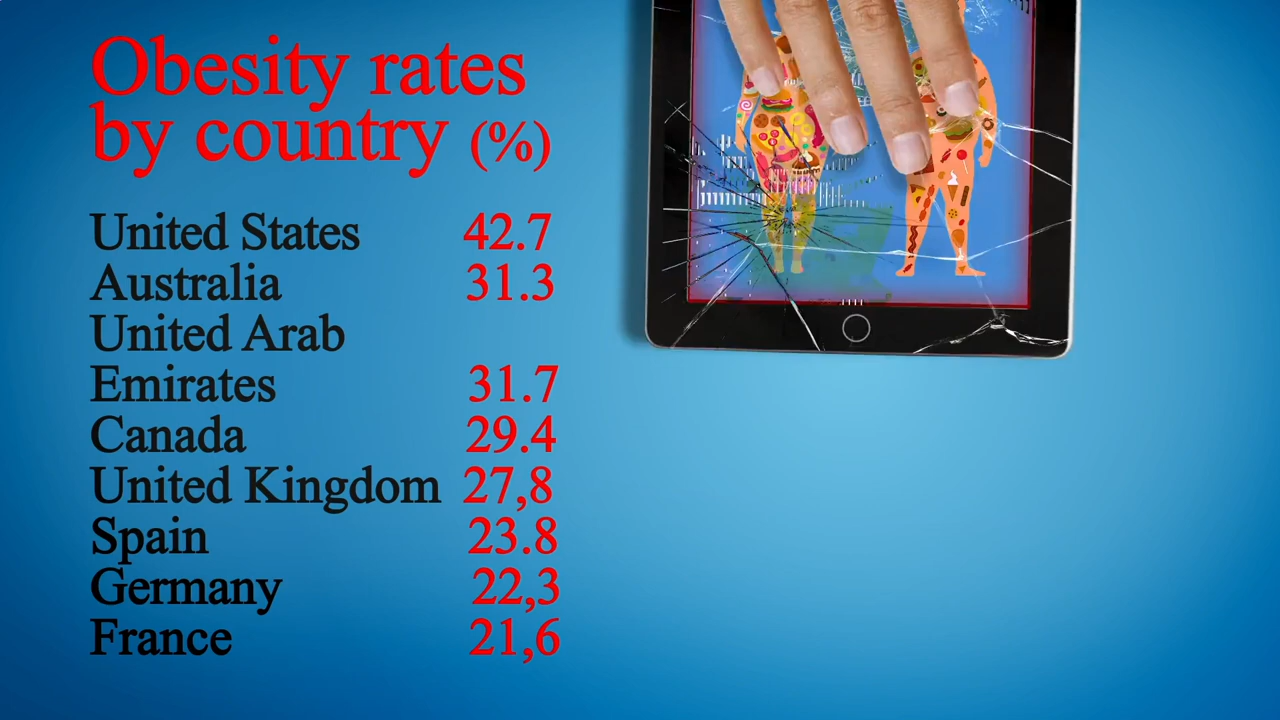 Obesity rates
by country (%)
United States 42.7
Australia 31.3
United Arab
Emirates 31.7
Canada 29.4
United Kingdom 27,8
Spain 23.8
Germany 22,3
France 21,6